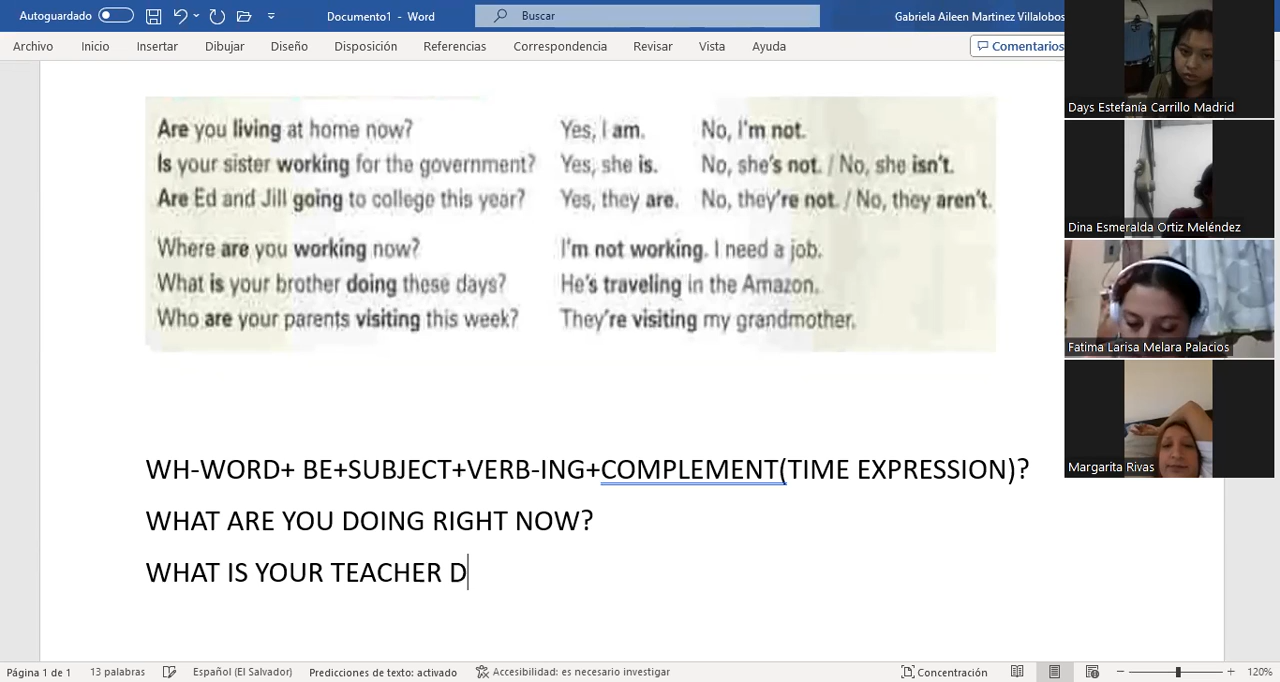 Autoguardado Documento1 - Word Buscar Gabriela Aileen Martinez Villalobos
Archivo Inicio Insertar Dibujar Diseño Disposición Referencias Correspondencia Revisar Vista Ayuda Comentarios
Are you living at home now? Yes, I am. No, I'm not.
Is your sister working for the government? Yes, she is. No, she's not. / No, she isn't.
Are Ed and Jill going to college this year? Yes, they are. No, they're not. / No, they aren't.
Where are you working now? I'm not working. I need a job.
What is your brother doing these days? He's traveling in the Amazon.
Who are your parents visiting this week? They're visiting my grandmother.
WH-WORD+ BE+SUBJECT+VERB-ING+COMPLEMENT(TIME EXPRESSION)?
WHAT ARE YOU DOING RIGHT NOW?
WHAT IS YOUR TEACHER D
Days Estefanía Carrillo Madrid
Dina Esmeralda Ortiz Meléndez
Fatima Larisa Melara Palacios
Margarita Rivas
Página 1 de 1 13 palabras Español (El Salvador) Predicciones de texto: activado Accesibilidad: es necesario investigar Concentración 120%